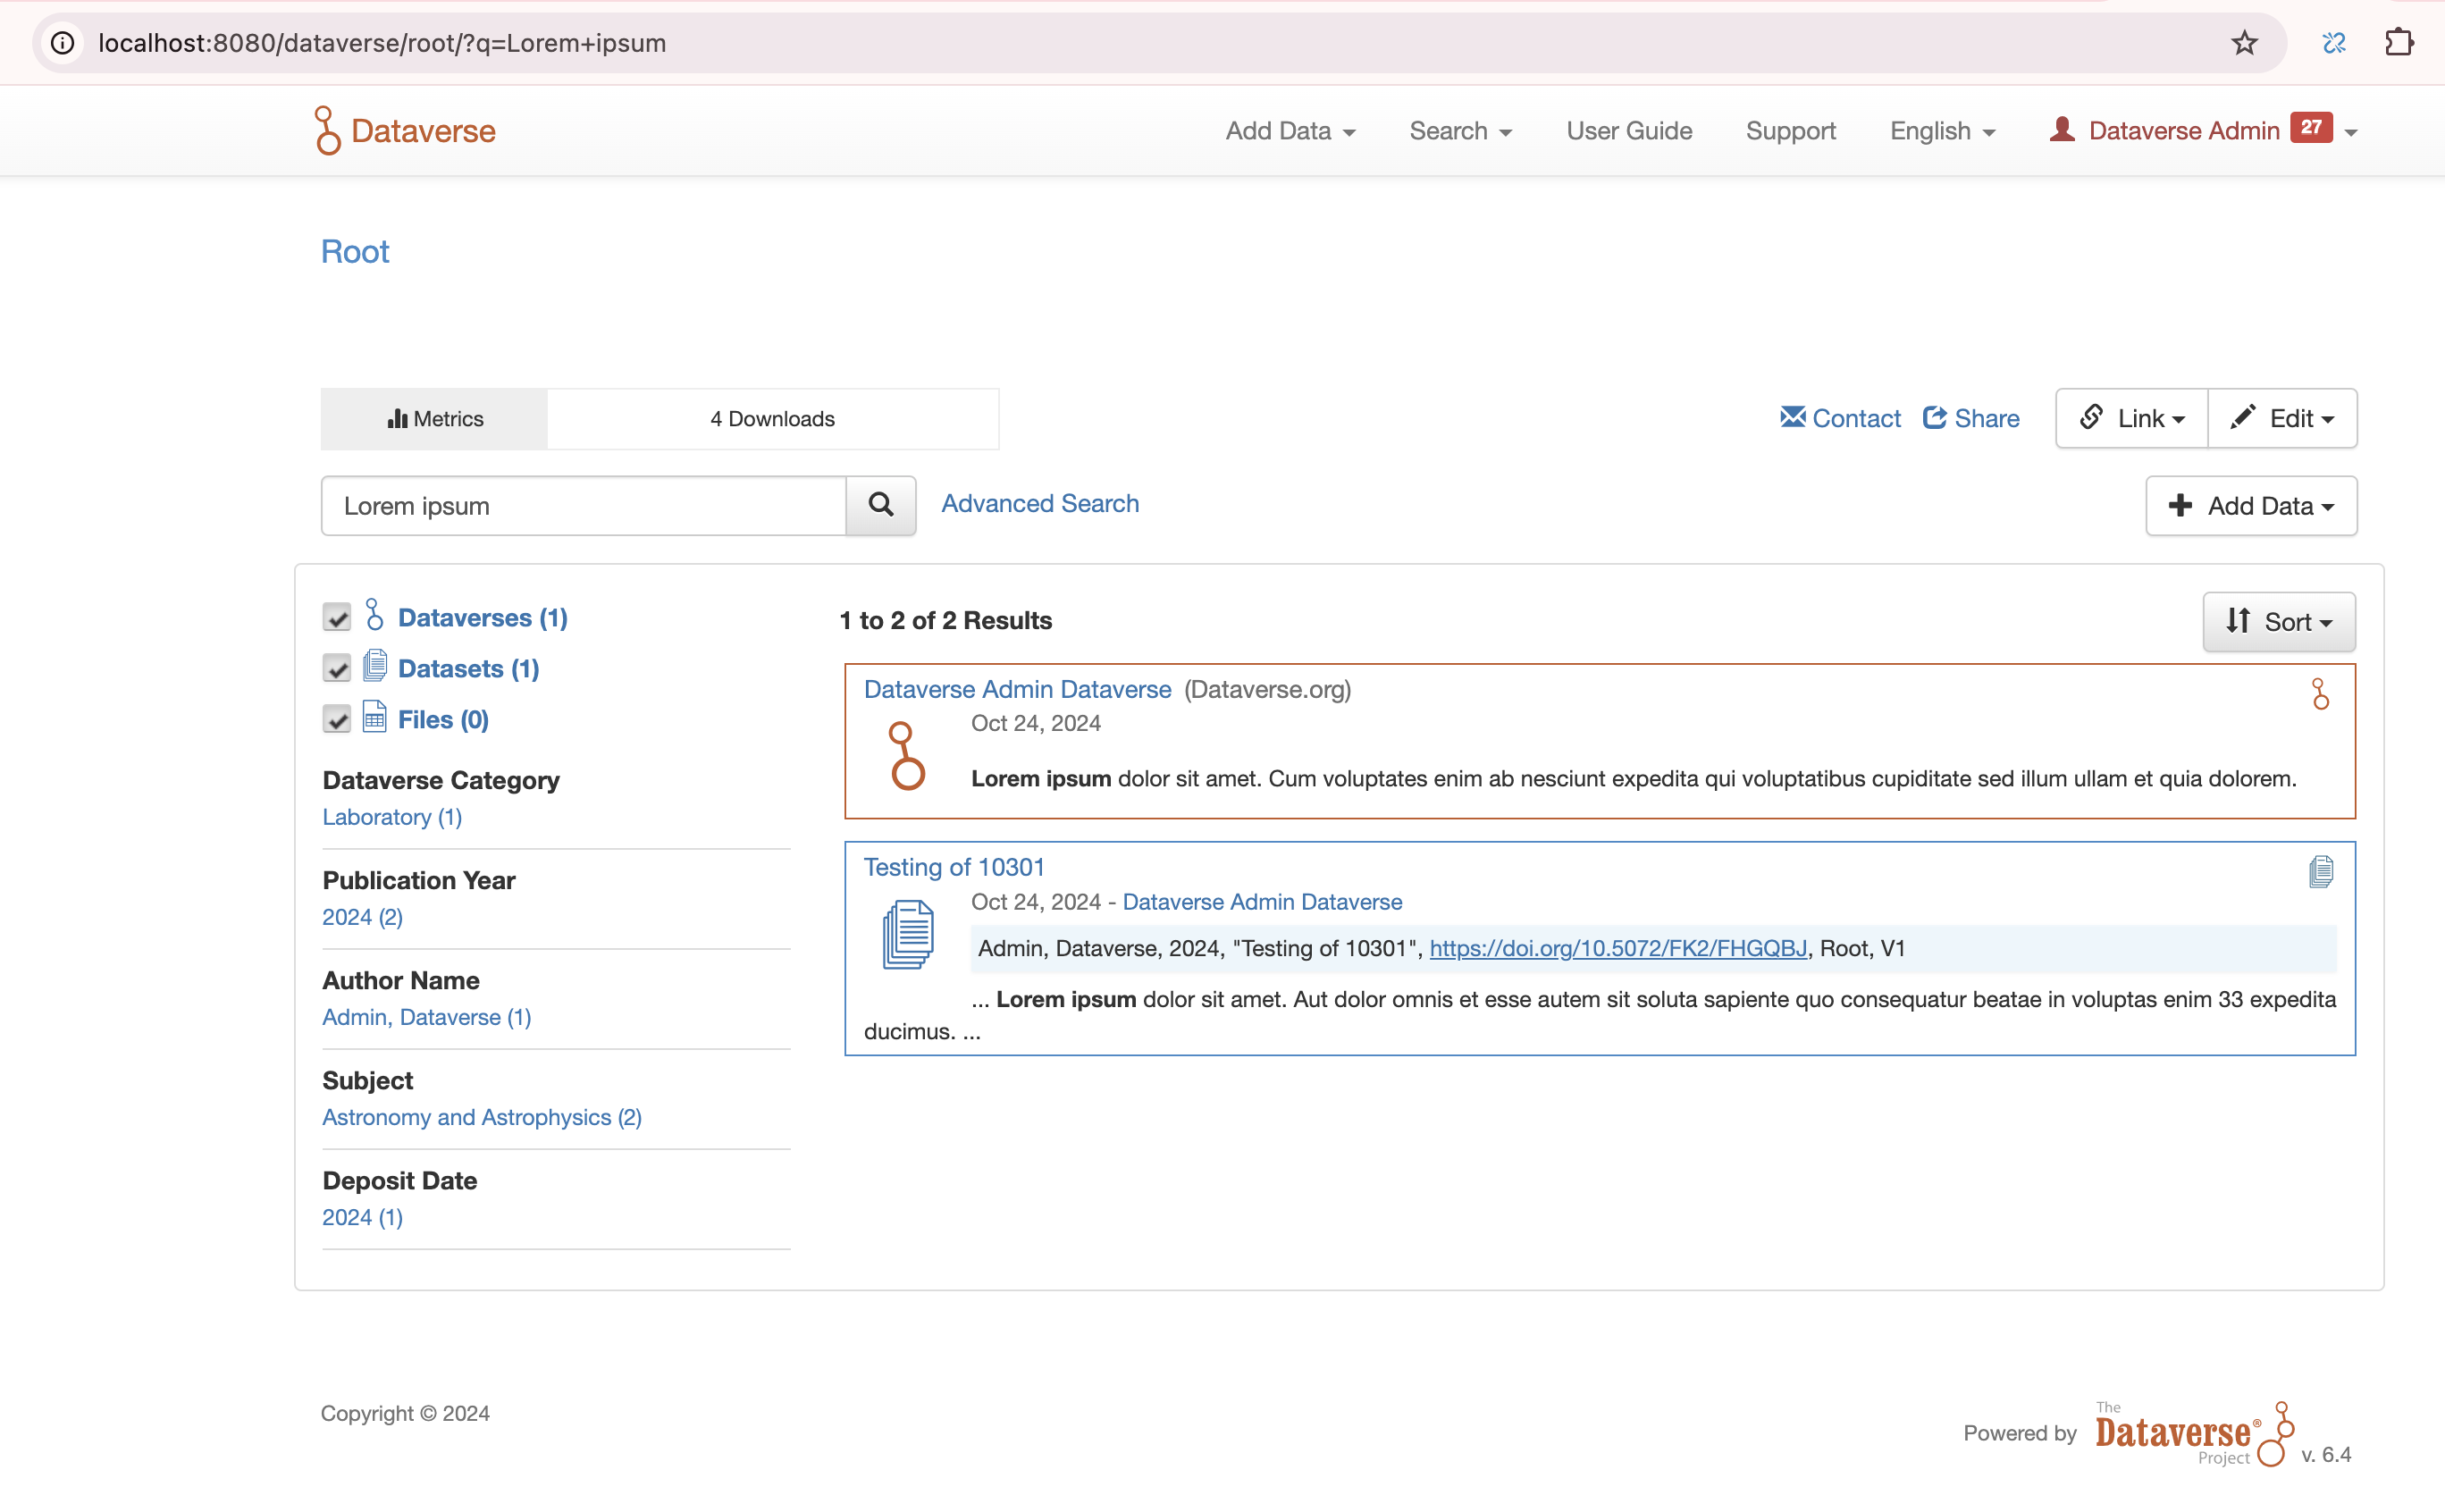 localhost:8080/dataverse/root/?q=Lorem+ipsum
Dataverse
Add Data
Search
User Guide
Support
English
Dataverse Admin 27
Root
Metrics
4 Downloads
Contact
Share
Link
Edit
Lorem ipsum
Advanced Search
Add Data
Dataverses (1)
Datasets (1)
Files (0)
Dataverse Category
Laboratory (1)
Publication Year
2024 (2)
Author Name
Admin, Dataverse (1)
Subject
Astronomy and Astrophysics (2)
Deposit Date
2024 (1)
1 to 2 of 2 Results
Sort
Dataverse Admin Dataverse (Dataverse.org)
Oct 24, 2024
Lorem ipsum dolor sit amet. Cum voluptates enim ab nesciunt expedita qui voluptatibus cupiditate sed illum ullam et quia dolorem.
Testing of 10301
Oct 24, 2024 - Dataverse Admin Dataverse
Admin, Dataverse, 2024, "Testing of 10301", https://doi.org/10.5072/FK2/FHGQBJ, Root, V1
... Lorem ipsum dolor sit amet. Aut dolor omnis et esse autem sit soluta sapiente quo consequatur beatae in voluptas enim 33 expedita
ducimus. ...
Copyright © 2024
Powered by
The
Dataverse®
Project
v. 6.4